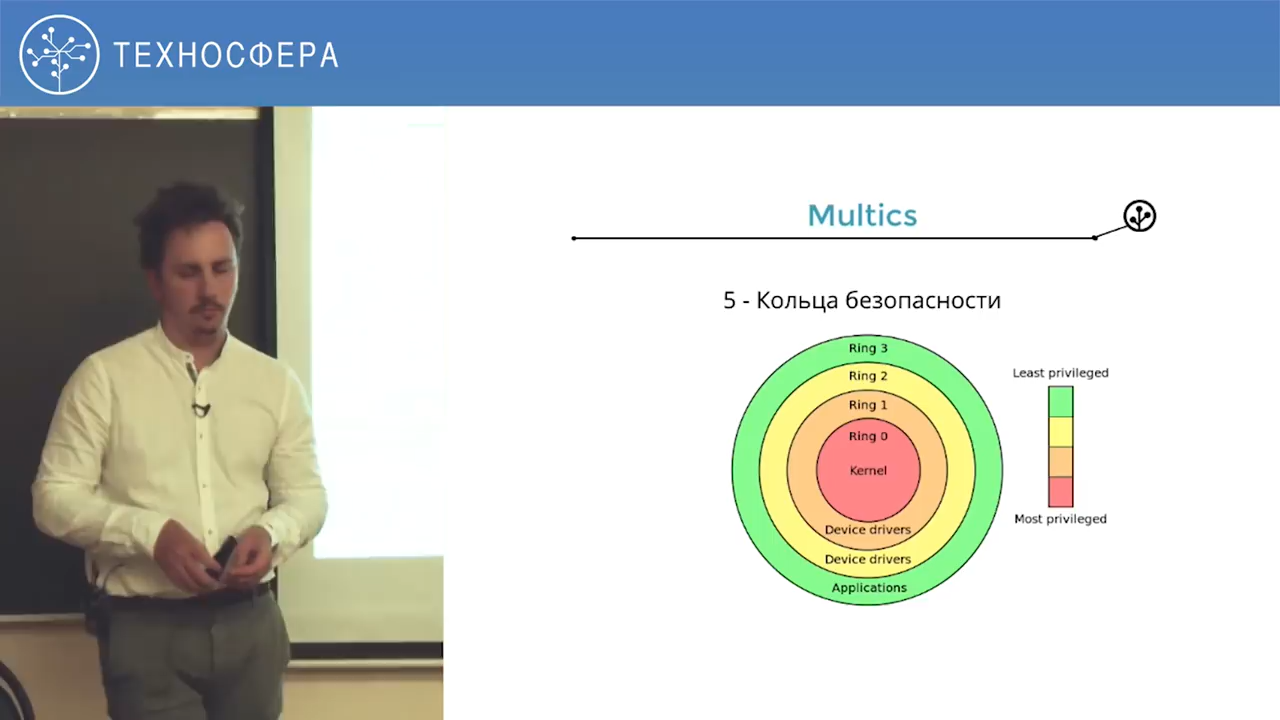 ТЕХНОСФЕРА
Multics
5 - Кольца безопасности
Ring 3
Ring 2
Ring 1
Ring 0
Kernel
Device drivers
Device drivers
Applications
Least privileged
Most privileged